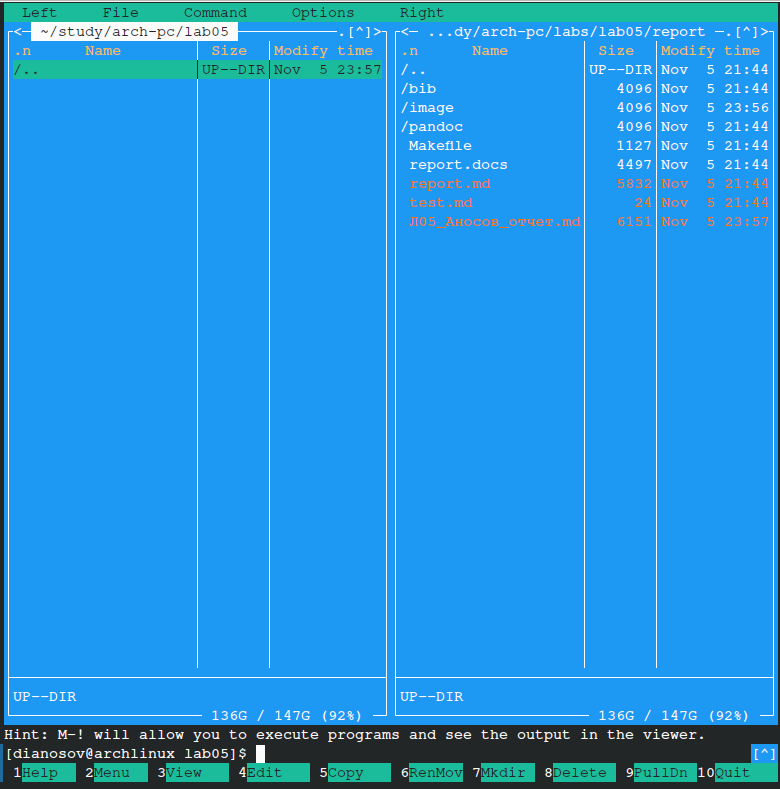 Left File Command Options Right
<─ ~/study/arch-pc/lab05 ─.[^]>
.n Name Size Modify time
/.. UP--DIR Nov 5 23:57
UP--DIR
136G / 147G (92%)
<─ ...dy/arch-pc/labs/lab05/report ─.[^]>
.n Name Size Modify time
/.. UP--DIR Nov 5 21:44
/bib 4096 Nov 5 21:44
/image 4096 Nov 5 23:56
/pandoc 4096 Nov 5 21:44
Makefile 1127 Nov 5 21:44
report.docs 4497 Nov 5 21:44
report.md 5832 Nov 5 21:44
test.md 24 Nov 5 21:44
Л05_Аносов_отчет.md 6151 Nov 5 23:57
UP--DIR
136G / 147G (92%)
Hint: M-! will allow you to execute programs and see the output in the viewer.
[dianosov@archlinux lab05]$ [^]
1Help 2Menu 3View 4Edit 5Copy 6RenMov 7Mkdir 8Delete 9PullDn 10Quit